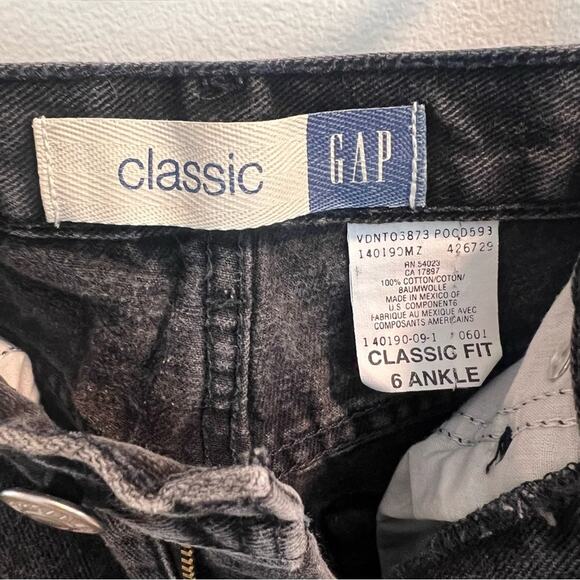 classic GAP
VDNT03873 POCD593
140190MZ 426729
RN 54023
CA 17897
100% COTTON/COTON/
BAUMWOLLE
MADE IN MEXICO OF
U.S. COMPONENTS
FABRIQUE AU MEXIQUE AVEC
COMPOSANTS AMERICAINS
140190-09-1 0601
CLASSIC FIT
6 ANKLE